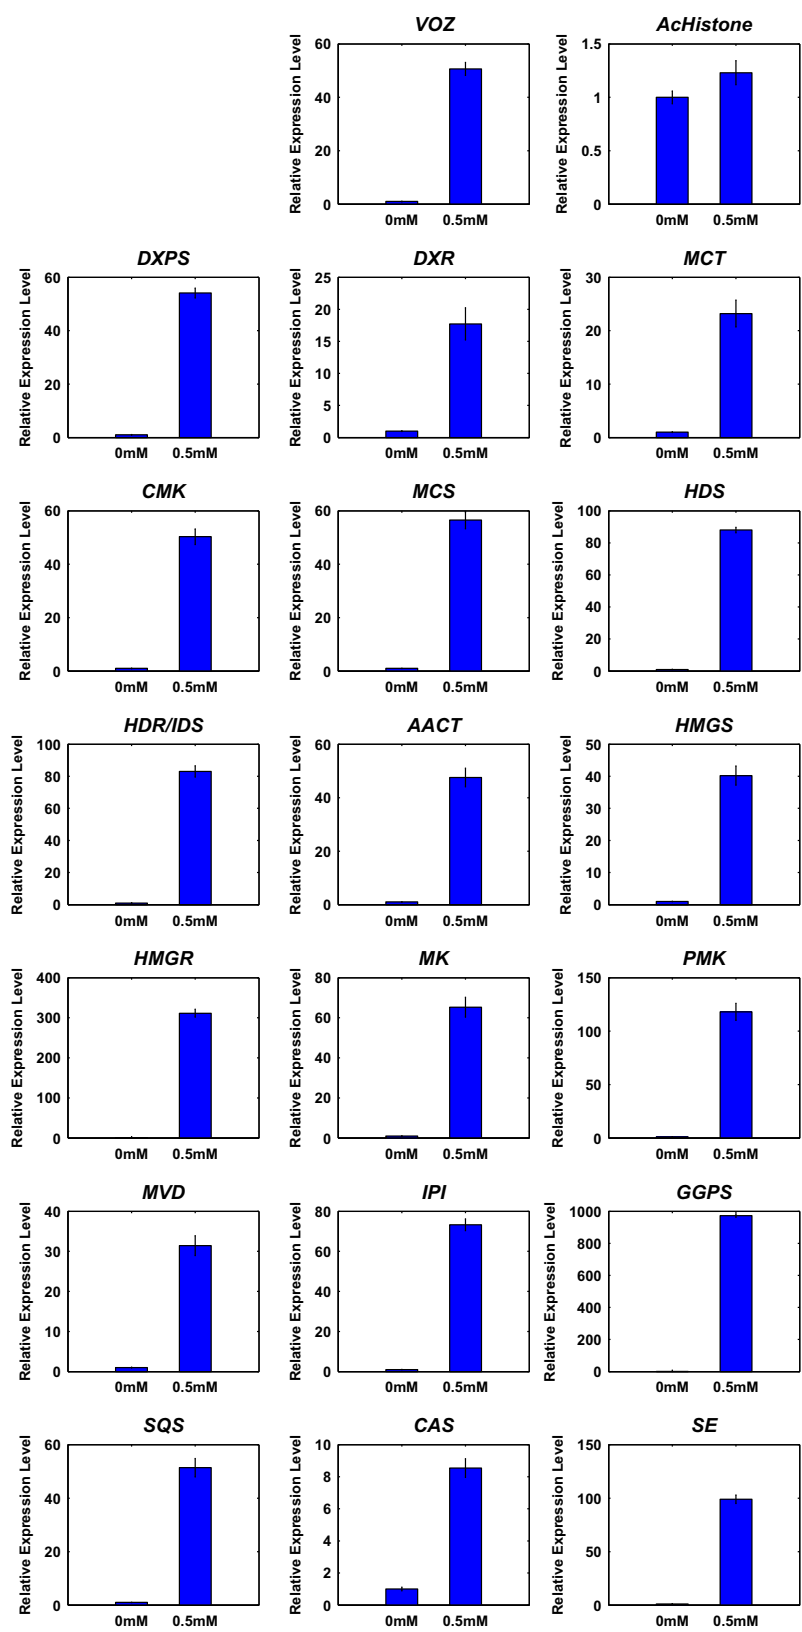 VOZ
Relative Expression Level
60
40
20
0
0mM 0.5mM
AcHistone
Relative Expression Level
1.5
1
0.5
0
0mM 0.5mM
DXPS
Relative Expression Level
60
40
20
0
0mM 0.5mM
DXR
Relative Expression Level
25
20
15
10
5
0
0mM 0.5mM
MCT
Relative Expression Level
30
20
10
0
0mM 0.5mM
CMK
Relative Expression Level
60
40
20
0
0mM 0.5mM
MCS
Relative Expression Level
60
40
20
0
0mM 0.5mM
HDS
Relative Expression Level
100
80
60
40
20
0
0mM 0.5mM
HDR/IDS
Relative Expression Level
100
80
60
40
20
0
0mM 0.5mM
AACT
Relative Expression Level
60
40
20
0
0mM 0.5mM
HMGS
Relative Expression Level
50
40
30
20
10
0
0mM 0.5mM
HMGR
Relative Expression Level
400
300
200
100
0
0mM 0.5mM
MK
Relative Expression Level
80
60
40
20
0
0mM 0.5mM
PMK
Relative Expression Level
150
100
50
0
0mM 0.5mM
MVD
Relative Expression Level
40
30
20
10
0
0mM 0.5mM
IPI
Relative Expression Level
80
60
40
20
0
0mM 0.5mM
GGPS
Relative Expression Level
1000
800
600
400
200
0
0mM 0.5mM
SQS
Relative Expression Level
60
40
20
0
0mM 0.5mM
CAS
Relative Expression Level
10
8
6
4
2
0
0mM 0.5mM
SE
Relative Expression Level
150
100
50
0
0mM 0.5mM